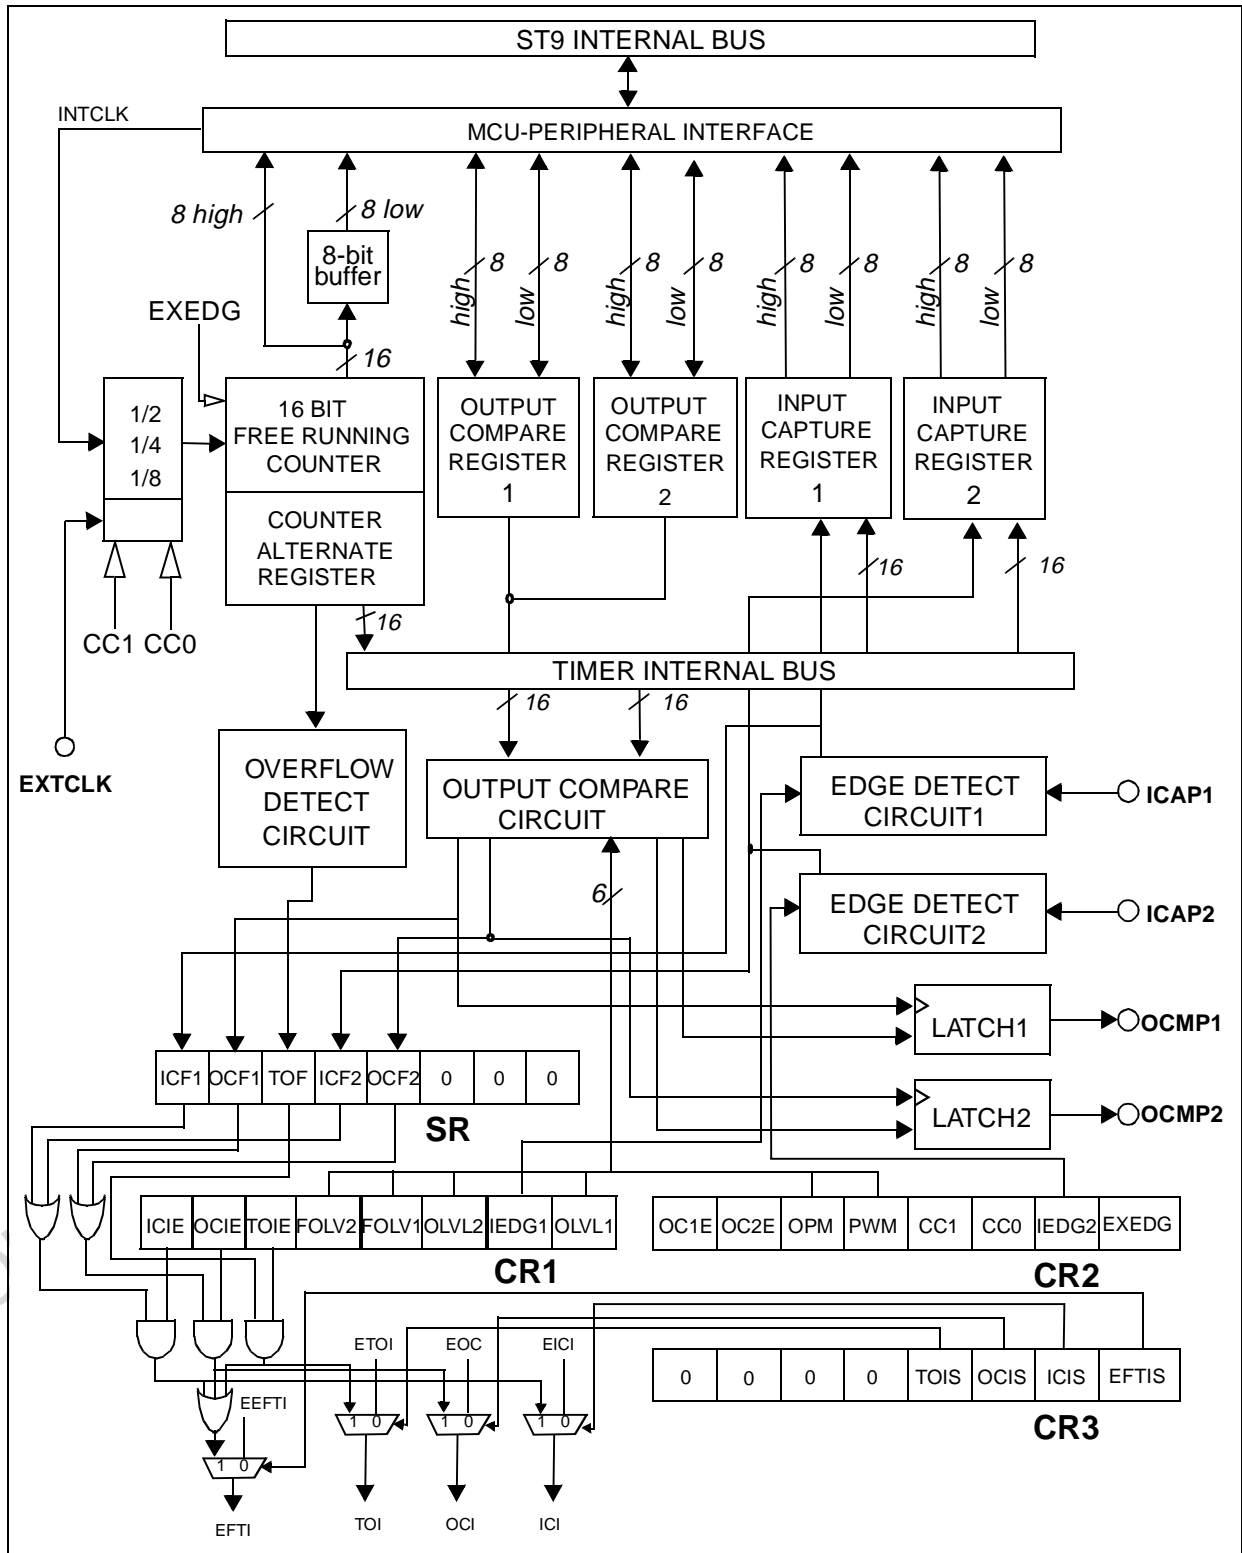 ST9 INTERNAL BUS
INTCLK
MCU-PERIPHERAL INTERFACE
8 high
8 low
8-bit
buffer
high
8
low
8
high
8
low
8
high
8
low
8
high
8
low
8
EXEDG
16
1/2
1/4
1/8
16 BIT
FREE RUNNING
COUNTER
COUNTER
ALTERNATE
REGISTER
OUTPUT
COMPARE
REGISTER
1
OUTPUT
COMPARE
REGISTER
2
INPUT
CAPTURE
REGISTER
1
INPUT
CAPTURE
REGISTER
2
16
16
CC1 CC0
16
TIMER INTERNAL BUS
16
16
EXTCLK
OVERFLOW
DETECT
CIRCUIT
OUTPUT COMPARE
CIRCUIT
EDGE DETECT
CIRCUIT1
ICAP1
6
EDGE DETECT
CIRCUIT2
ICAP2
LATCH1
OCMP1
LATCH2
OCMP2
ICF1 OCF1 TOF ICF2 OCF2 0 0 0
SR
ICIE OCIE TOIE FOLV2 FOLV1 OLVL2 IEDG1 OLVL1
CR1
OC1E OC2E OPM PWM CC1 CC0 IEDG2 EXEDG
CR2
ETOI
EOC
EICI
0 0 0 0 TOIS OCIS ICIS EFTIS
CR3
EEFTI
1 0
1 0
1 0
1 0
EFTI
TOI
OCI
ICI